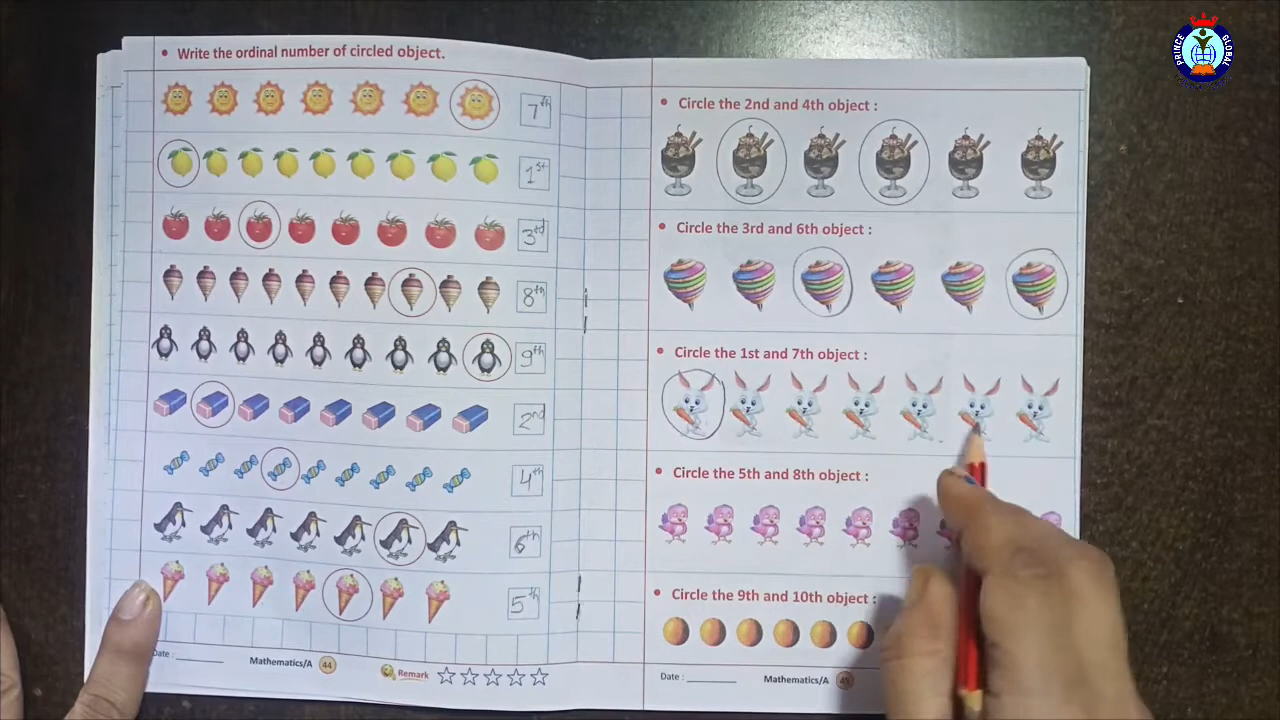 Write the ordinal number of circled object.
7th
1st
3rd
8th
9th
2nd
4th
6th
5th
Date :
Mathematics/A 44
Remark
Circle the 2nd and 4th object :
Circle the 3rd and 6th object :
Circle the 1st and 7th object :
Circle the 5th and 8th object :
Circle the 9th and 10th object :
Date :
Mathematics/A 45
PRINCE GLOBAL